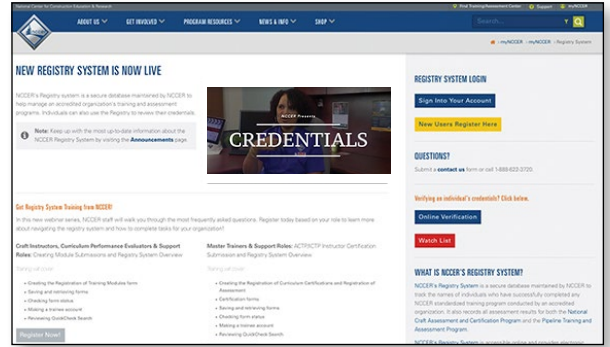 National Center for Construction Education & Research
Find Training/Assessment Center
Support
myNCCER
ABOUT US
GET INVOLVED
PROGRAM RESOURCES
NEWS & INFO
SHOP
Search...
myNCCER
myNCCER
Registry System
NEW REGISTRY SYSTEM IS NOW LIVE
NCCER's Registry system is a secure database maintained by NCCER to
help manage an accredited organization's training and assessment
programs. Individuals can also use the Registry to review their credentials.
Note: Keep up with the most up-to-date information about the
NCCER Registry System by visiting the Announcements page.
NCCER Presents
CREDENTIALS
Get Registry System Training from NCCER!
In this new webinar series, NCCER staff will walk you through the most frequently asked questions. Register today based on your role to learn more
about navigating the registry system and how to complete tasks for your organization!
Craft Instructors, Curriculum Performance Evaluators & Support
Roles: Creating Module Submissions and Registry System Overview
Training will cover:
Creating the Registration of Training Modules form
Saving and retrieving forms
Checking form status
Making a trainee account
Reviewing QuickCheck Search
Register Now!
Master Trainers & Support Roles: ACTP/ICTP Instructor Certification
Submission and Registry System Overview
Training will cover:
Creating the Registration of Curriculum Certifications and Registration of
Assessment
Certification forms
Saving and retrieving forms
Checking form status
Making a trainee account
Reviewing QuickCheck Search
REGISTRY SYSTEM LOGIN
Sign Into Your Account
New Users Register Here
QUESTIONS?
Submit a contact us form or call 1-888-622-3720.
Verifying an individual's credentials? Click below.
Online Verification
Watch List
WHAT IS NCCER'S REGISTRY SYSTEM?
NCCER's Registry System is a secure database maintained by NCCER to
track the names of individuals who have successfully completed any
NCCER standardized training program conducted by an accredited
organization. It also records all assessment results for both the National
Craft Assessment and Certification Program and the Pipeline Training and
Assessment Program.
NCCER's Registry System is accessible online and provides electronic